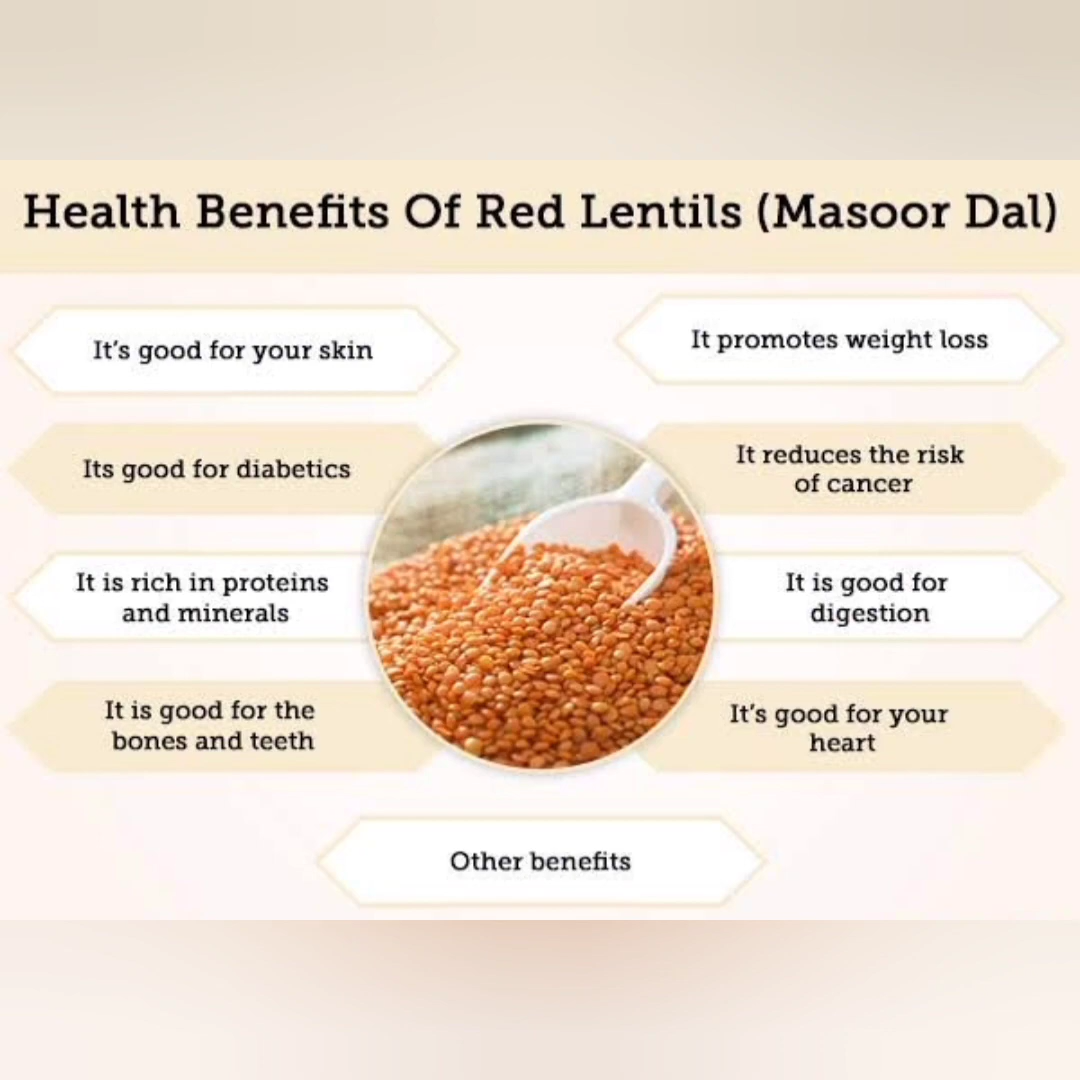 Health Benefits Of Red Lentils (Masoor Dal)
It's good for your skin
It promotes weight loss
Its good for diabetics
It reduces the risk
of cancer
It is rich in proteins
and minerals
It is good for
digestion
It is good for the
bones and teeth
It's good for your
heart
Other benefits